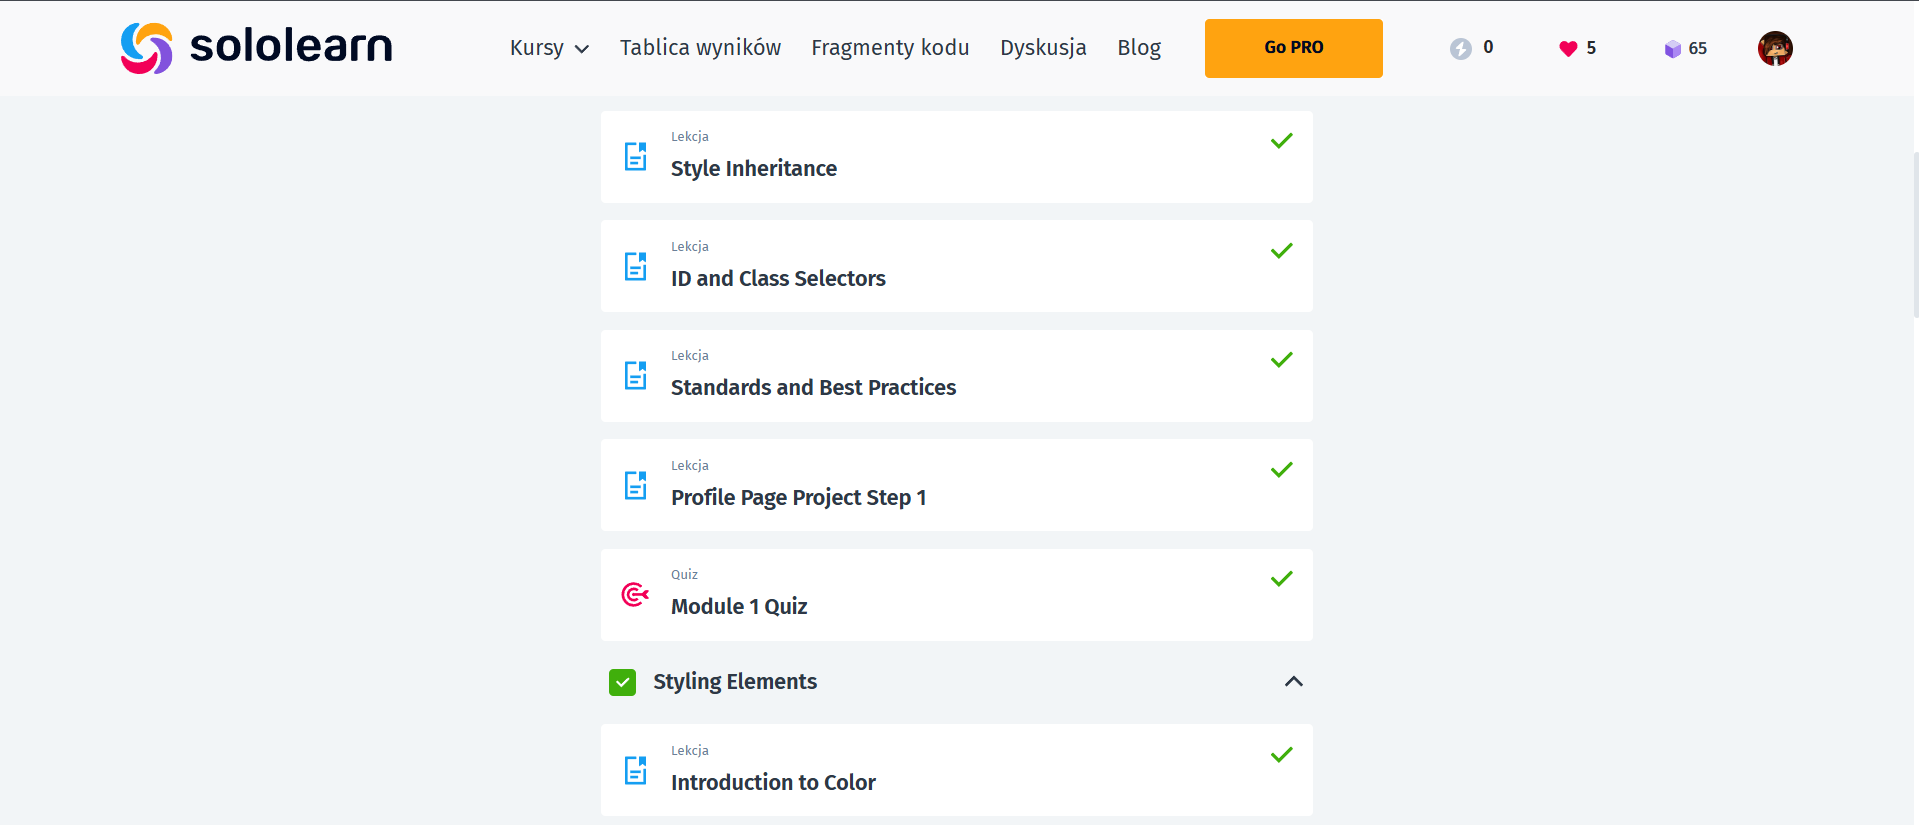 sololearn
Kursy Tablica wyników Fragmenty kodu Dyskusja Blog Go PRO 0 5 65
Lekcja
Style Inheritance
Lekcja
ID and Class Selectors
Lekcja
Standards and Best Practices
Lekcja
Profile Page Project Step 1
Quiz
Module 1 Quiz
Styling Elements
Lekcja
Introduction to Color